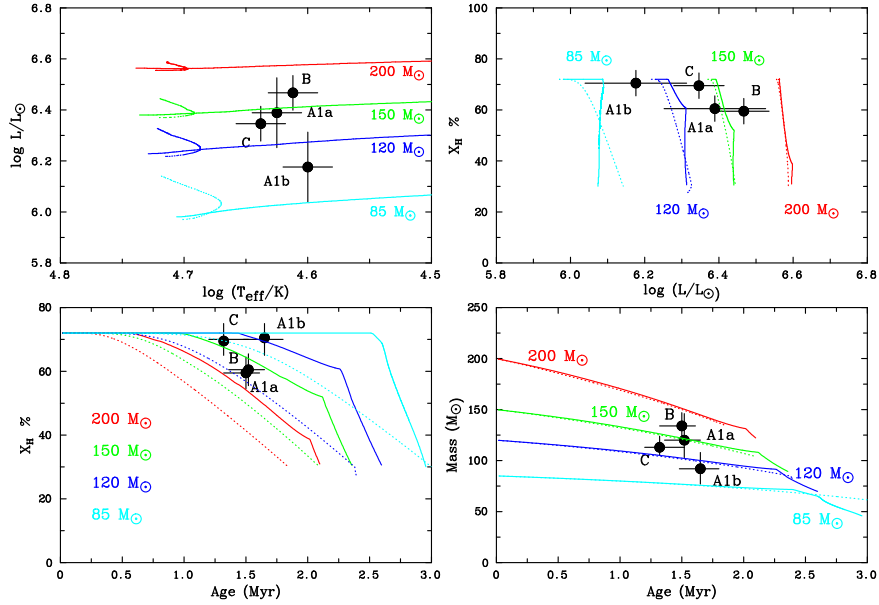 6.8
6.6
6.4
6.2
6.0
5.8
log L/L⊙
4.8
4.7
4.6
4.5
log (Teff/K)
200 M⊙
150 M⊙
120 M⊙
85 M⊙
B
A1a
C
A1b
100
80
60
40
20
0
XH %
5.8
6.0
6.2
6.4
6.6
6.8
log (L/L⊙)
85 M⊙
150 M⊙
120 M⊙
200 M⊙
C
B
A1b
A1a
80
60
40
20
0
XH %
0
0.5
1.0
1.5
2.0
2.5
3.0
Age (Myr)
C
A1b
B
A1a
200 M⊙
150 M⊙
120 M⊙
85 M⊙
250
200
150
100
50
0
Mass (M⊙)
0
0.5
1.0
1.5
2.0
2.5
3.0
Age (Myr)
200 M⊙
150 M⊙
120 M⊙
85 M⊙
B
A1a
C
A1b